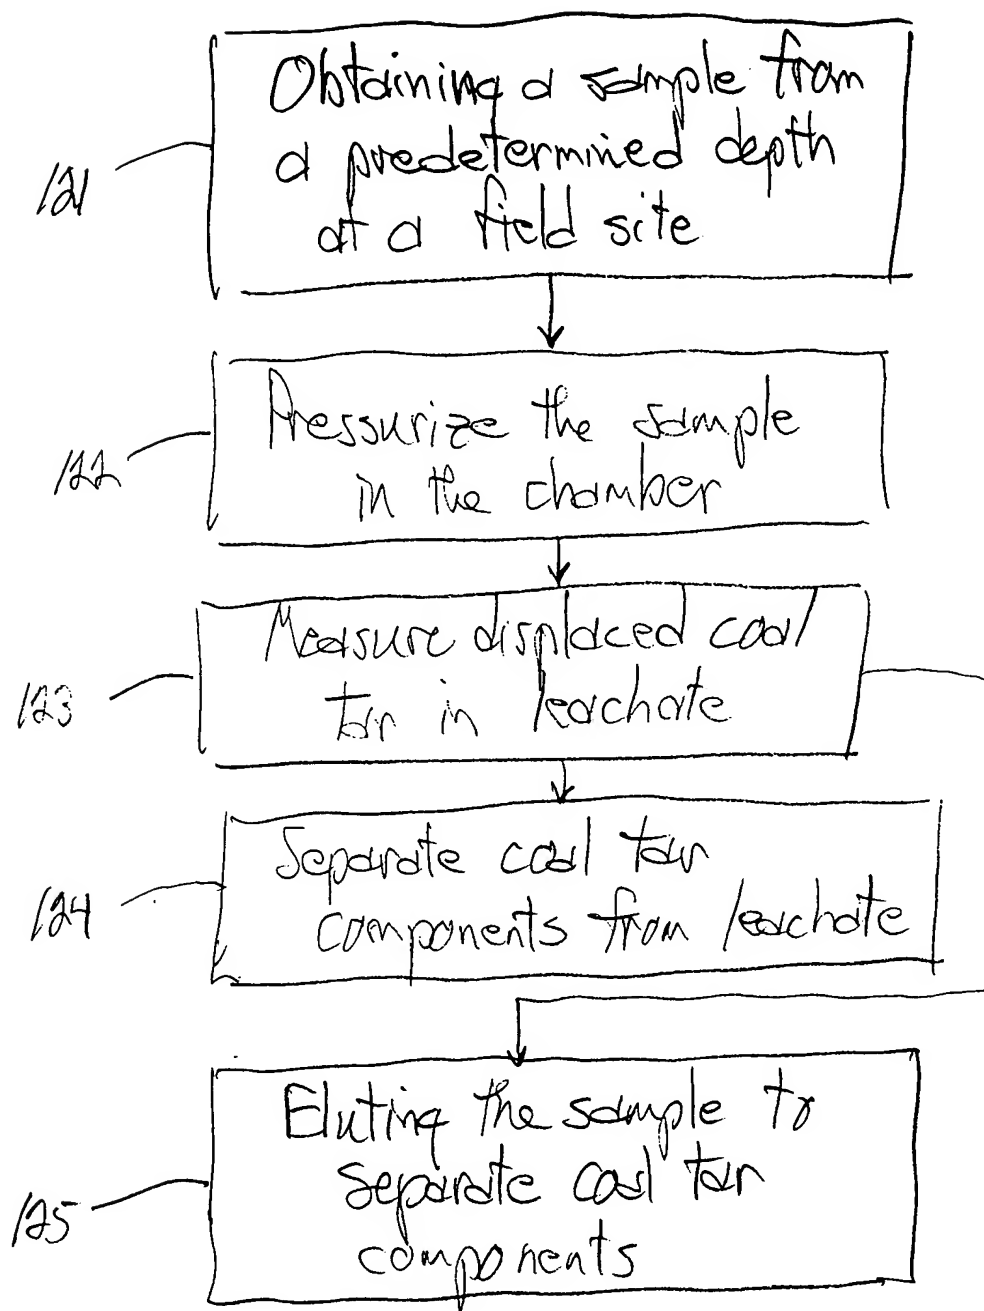 Obtaining a sample from
a predetermined depth
at a field site
121
Pressurize the sample
in the chamber
122
Measure displaced coal
tar in leachate
123
Separate coal tar
components from leachate
124
Eluting the sample to
separate coal tar
components
125